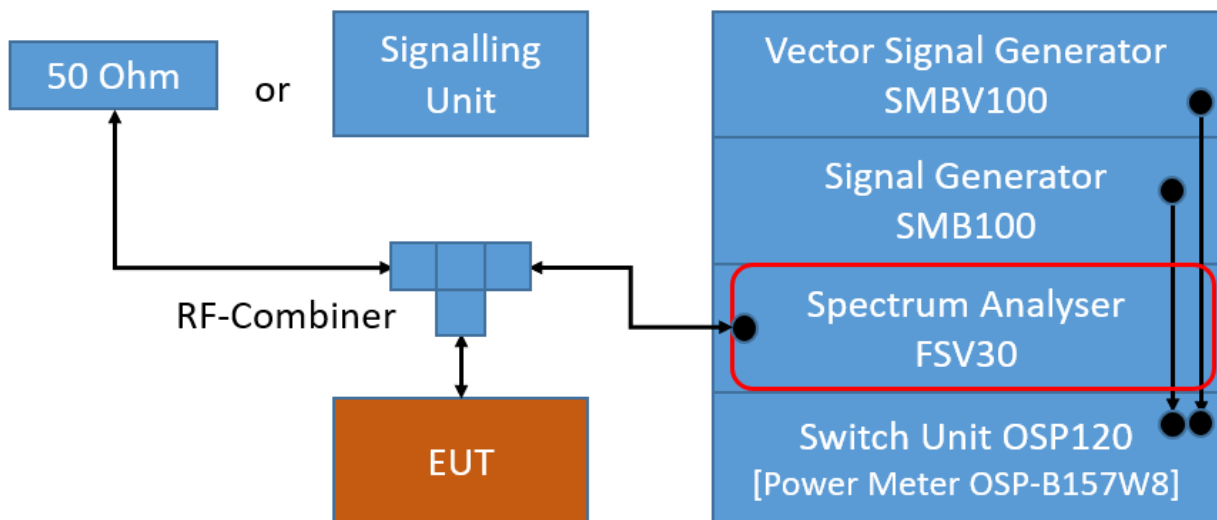 50 Ohm
or
Signalling
Unit
Vector Signal Generator
SMBV100
Signal Generator
SMB100
Spectrum Analyser
FSV30
RF-Combiner
EUT
Switch Unit OSP120
[Power Meter OSP-B157W8]